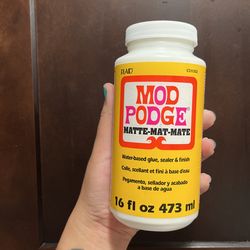 PLAID
MOD
PODGE
MATTE-MAT-MATE
Water-based glue, sealer & finish
Colle, scellant et fini à base d'eau
Pegamento, sellador y acabado
a base de agua
16 fl oz 473 ml